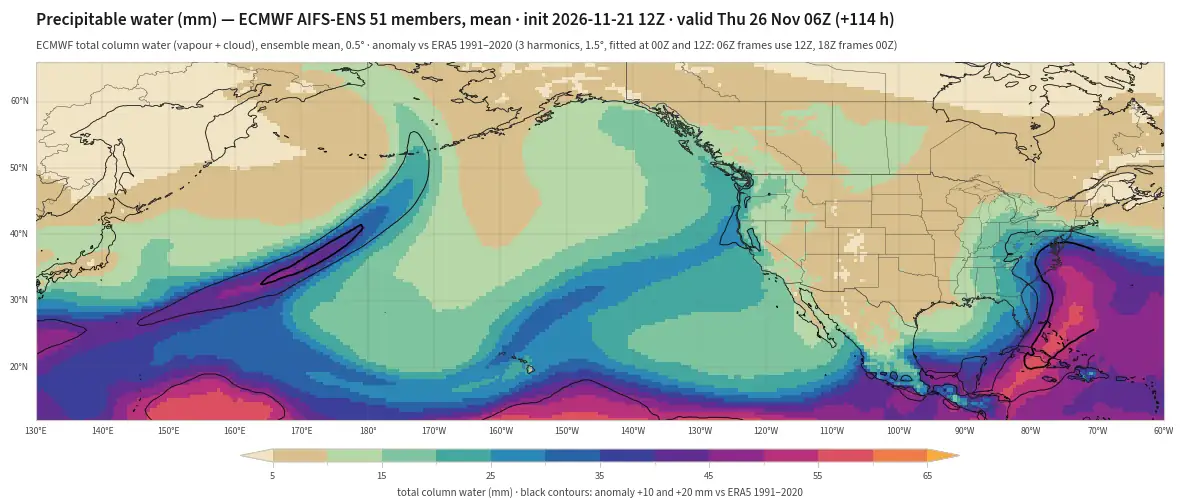 Precipitable water (mm) — ECMWF AIFS-ENS 51 members, mean · init 2026-11-21 12Z · valid Thu 26 Nov 06Z (+114 h)
ECMWF total column water (vapour + cloud), ensemble mean, 0.5° · anomaly vs ERA5 1991–2020 (3 harmonics, 1.5°, fitted at 00Z and 12Z: 06Z frames use 12Z, 18Z frames 00Z)
60°N
50°N
40°N
30°N
20°N
130°E 140°E 150°E 160°E 170°E 180° 170°W 160°W 150°W 140°W 130°W 120°W 110°W 100°W 90°W 80°W 70°W 60°W
5 15 25 35 45 55 65
total column water (mm) · black contours: anomaly +10 and +20 mm vs ERA5 1991–2020